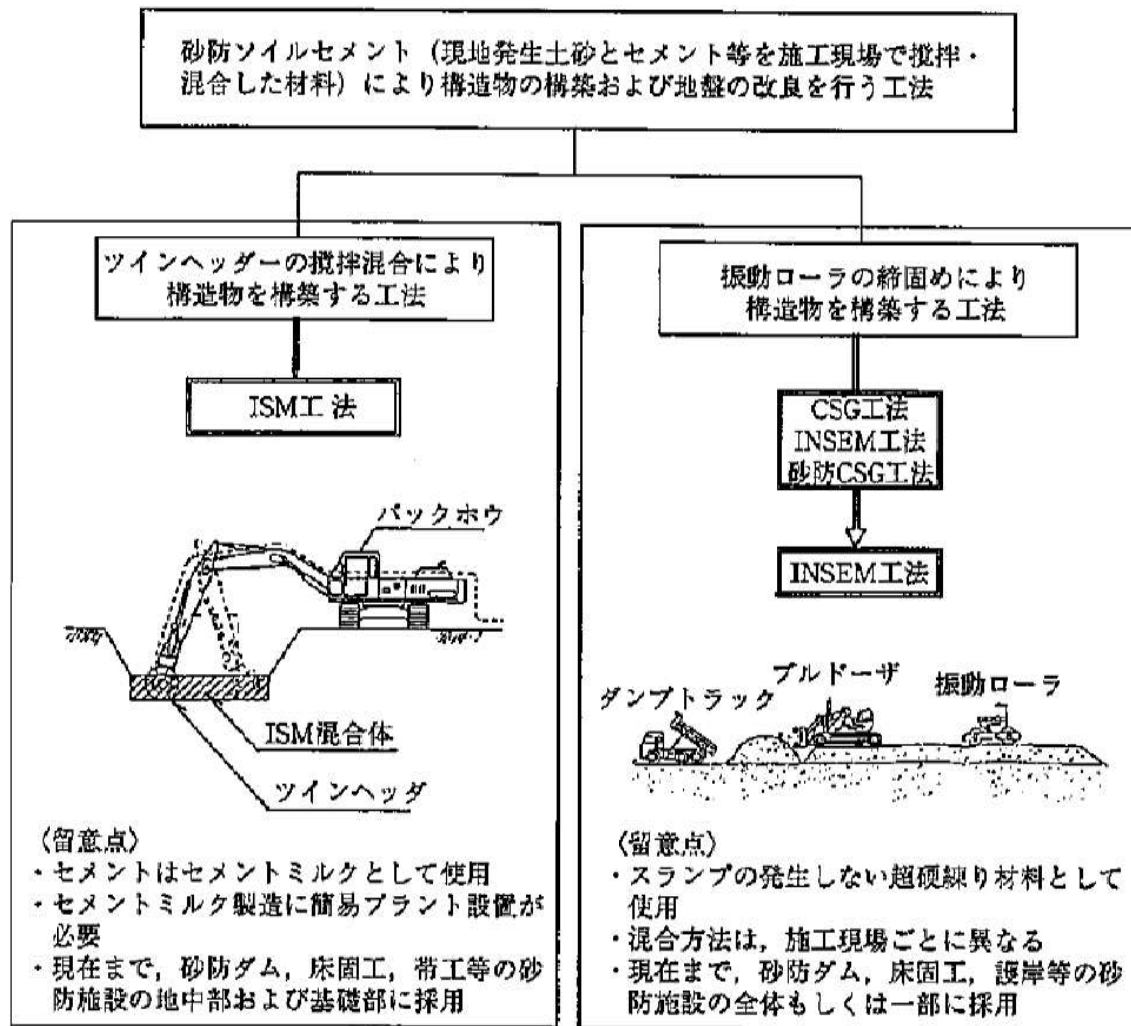 砂防ソイルセメント（現地発生土砂とセメント等を施工現場で攪拌・
混合した材料）により構造物の構築および地盤の改良を行う工法
ツインヘッダーの攪拌混合により
構造物を構築する工法
ISM工法
バックホウ
ISM混合体
ツインヘッダ
〈留意点〉
・セメントはセメントミルクとして使用
・セメントミルク製造に簡易プラント設置が
必要
・現在まで，砂防ダム，床固工，帯工等の砂
防施設の地中部および基礎部に採用
振動ローラの締固めにより
構造物を構築する工法
CSG工法
INSEM工法
砂防CSG工法
INSEM工法
ダンプトラック
ブルドーザ
振動ローラ
〈留意点〉
・スランプの発生しない超硬練り材料として
使用
・混合方法は，施工現場ごとに異なる
・現在まで，砂防ダム，床固工，護岸等の砂
防施設の全体もしくは一部に採用